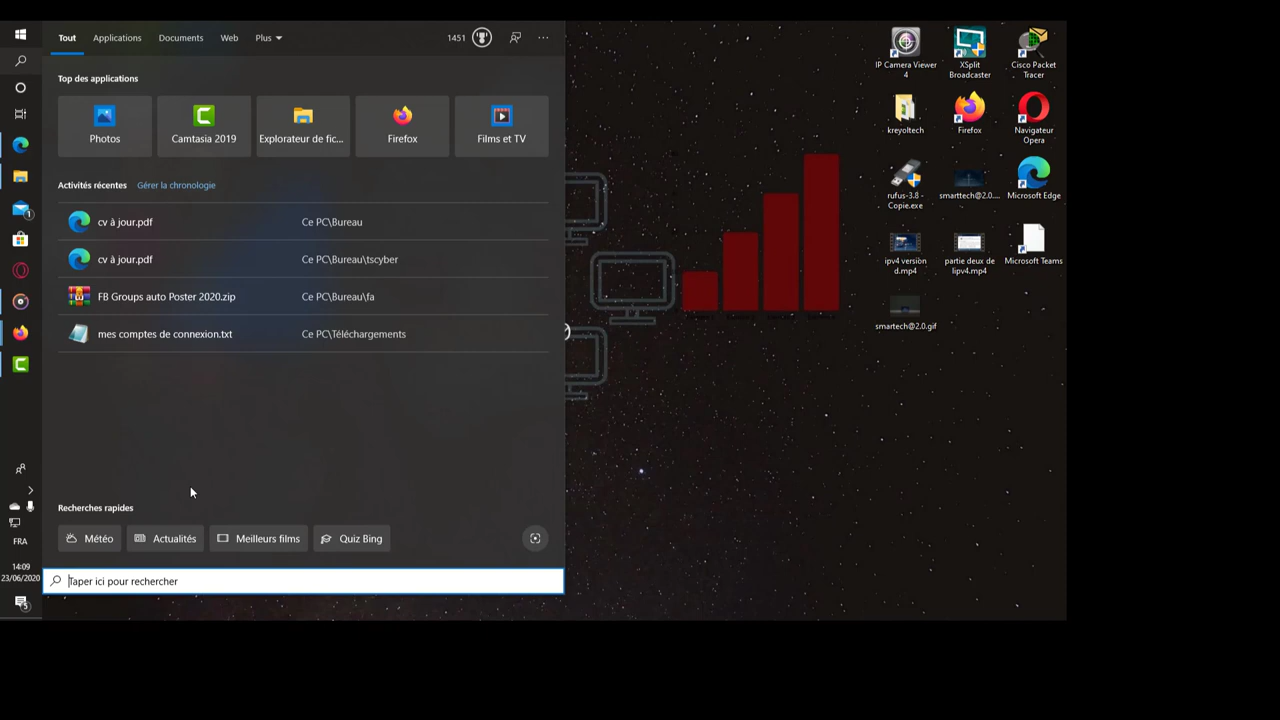 Tout Applications Documents Web Plus 1451
Top des applications
Photos Camtasia 2019 Explorateur de fic... Firefox Films et TV
Activités récentes Gérer la chronologie
cv à jour.pdf Ce PC\Bureau
cv à jour.pdf Ce PC\Bureau\tscyber
FB Groups auto Poster 2020.zip Ce PC\Bureau\fa
mes comptes de connexion.txt Ce PC\Téléchargements
Recherches rapides
Météo Actualités Meilleurs films Quiz Bing
Taper ici pour rechercher
1
FRA
14:09
23/06/2020
5
IP Camera Viewer
4
XSplit
Broadcaster
Cisco Packet
Tracer
kreyoltech
Firefox
Navigateur
Opera
rufus-3.8 -
Copie.exe
smarttech@2.0....
Microsoft Edge
ipv4 version
d.mp4
partie deux de
lipv4.mp4
Microsoft Teams
smartech@2.0.gif